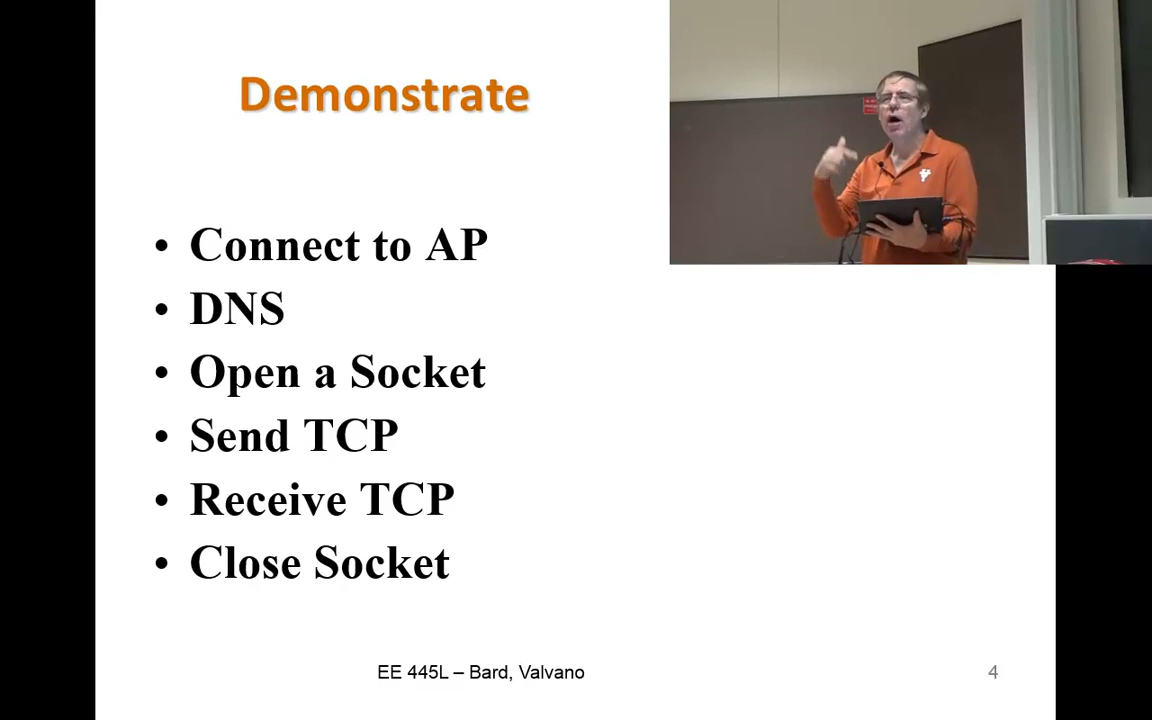 Demonstrate
• Connect to AP
• DNS
• Open a Socket
• Send TCP
• Receive TCP
• Close Socket
EE 445L – Bard, Valvano
4